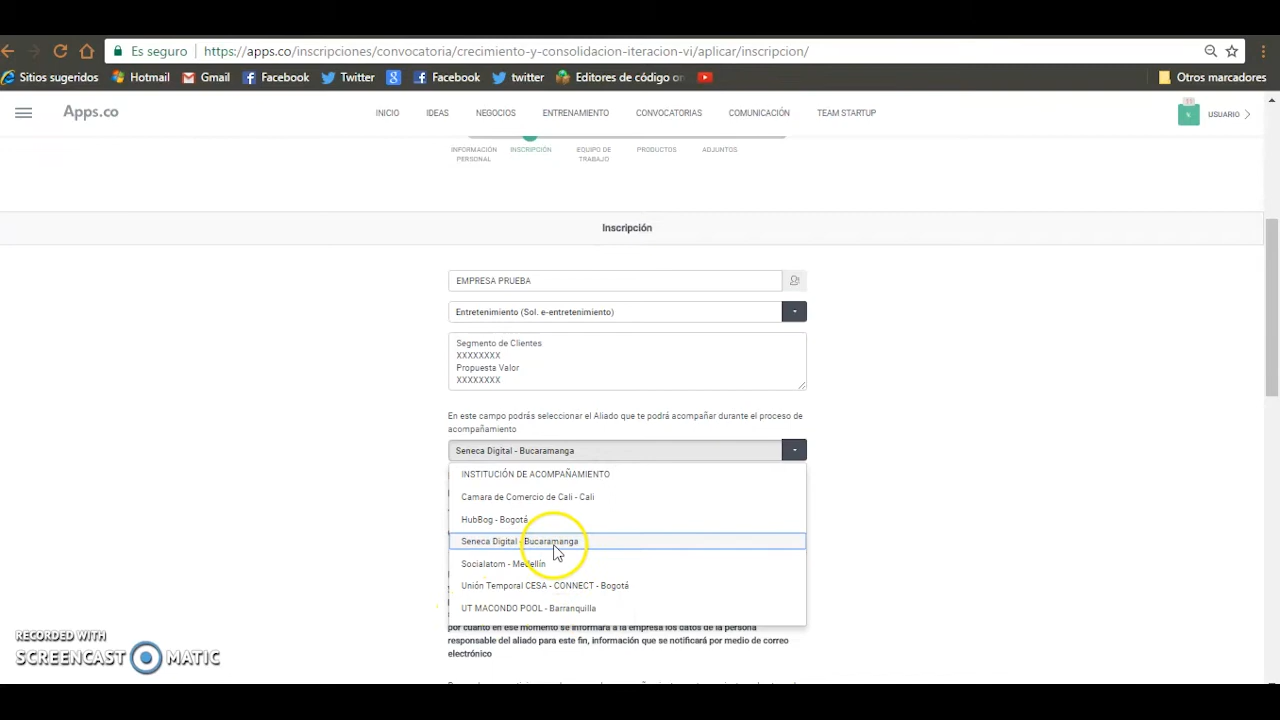 Es seguro https://apps.co/inscripciones/convocatoria/crecimiento-y-consolidacion-iteracion-vi/aplicar/inscripcion/
Sitios sugeridos Hotmail Gmail Facebook Twitter Facebook twitter Editores de código Otros marcadores
Apps.co INICIO IDEAS NEGOCIOS ENTRENAMIENTO CONVOCATORIAS COMUNICACIÓN TEAM STARTUP USUARIO
INFORMACIÓN PERSONAL
INSCRIPCIÓN
EQUIPO DE TRABAJO
PRODUCTOS
ADJUNTOS
Inscripción
EMPRESA PRUEBA
Entretenimiento (Sol. e-entretenimiento)
Segmento de Clientes
XXXXXXXX
Propuesta Valor
XXXXXXXX
En este campo podrás seleccionar el Aliado que te podrá acompañar durante el proceso de
acompañamiento
Seneca Digital - Bucaramanga
INSTITUCIÓN DE ACOMPAÑAMIENTO
Camara de Comercio de Cali - Cali
HubBog - Bogotá
Seneca Digital - Bucaramanga
Socialatom - Medellín
Unión Temporal CESA - CONNECT - Bogotá
UT MACONDO POOL - Barranquilla
por cuanto en ese momento se informará a la empresa los datos de la persona
responsable del aliado para este fin, información que se notificará por medio de correo
electrónico
RECORDED WITH
SCREENCAST MATIC